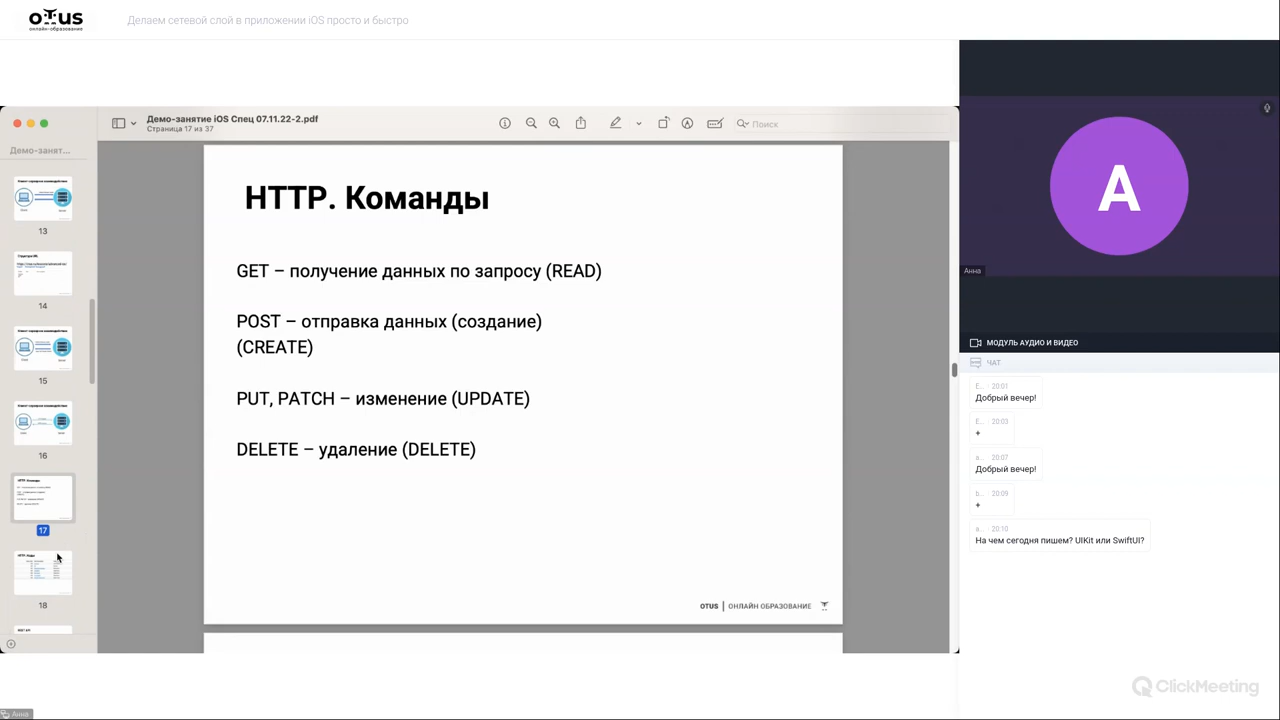 отus
онлайн-образование
Делаем сетевой слой в приложении iOS просто и быстро
Демо-занятие iOS Спец 07.11.22-2.pdf
Страница 17 из 37
Поиск
Демо-занят...
13
14
15
16
17
18
HTTP. Команды
GET – получение данных по запросу (READ)
POST – отправка данных (создание)
(CREATE)
PUT, PATCH – изменение (UPDATE)
DELETE – удаление (DELETE)
OTUS | ОНЛАЙН ОБРАЗОВАНИЕ
A
Анна
МОДУЛЬ АУДИО И ВИДЕО
ЧАТ
E... 20:01
Добрый вечер!
E... 20:03
+
a... 20:07
Добрый вечер!
b... 20:09
+
a... 20:10
На чем сегодня пишем? UIKit или SwiftUI?
ClickMeeting
Анна